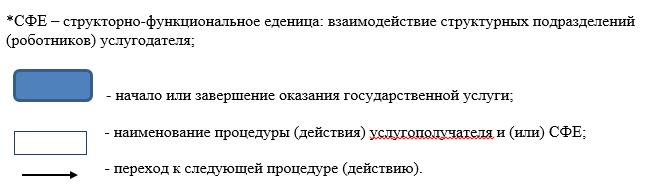 *СФЕ – структорно-функциональное еденица: взаимодействие структурных подразделений
(роботников) услугодателя;
- начало или завершение оказания государственной услуги;
- наименование процедуры (действия) услугополучателя и (или) СФЕ;
- переход к следующей процедуре (действию).